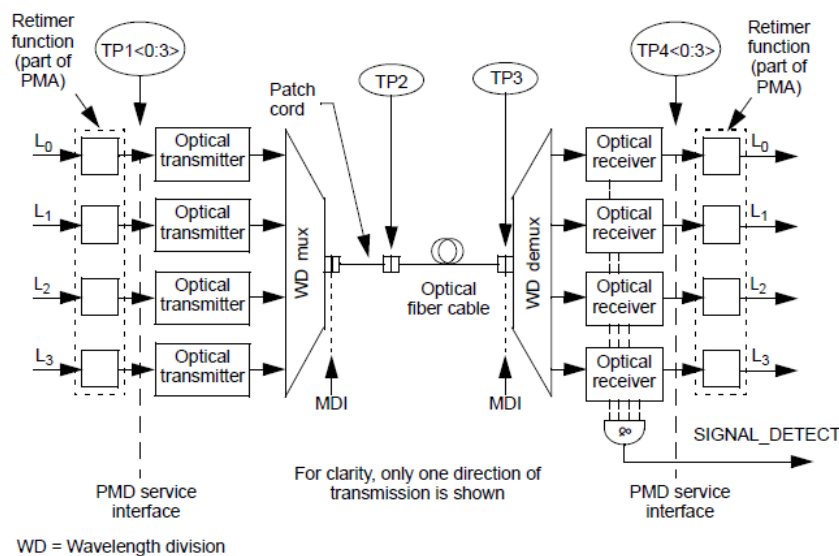 Retimer
function
(part of
PMA)
TP1<0:3>
Patch
cord
TP2
TP3
TP4<0:3>
Retimer
function
(part of
PMA)
L0
Optical
transmitter
Optical
receiver
L0
L1
Optical
transmitter
Optical
receiver
L1
L2
Optical
transmitter
Optical
receiver
L2
L3
Optical
transmitter
Optical
receiver
L3
WD mux
Optical
fiber cable
WD demux
MDI
MDI
&
SIGNAL_DETECT
For clarity, only one direction of
transmission is shown
PMD service
interface
PMD service
interface
WD = Wavelength division